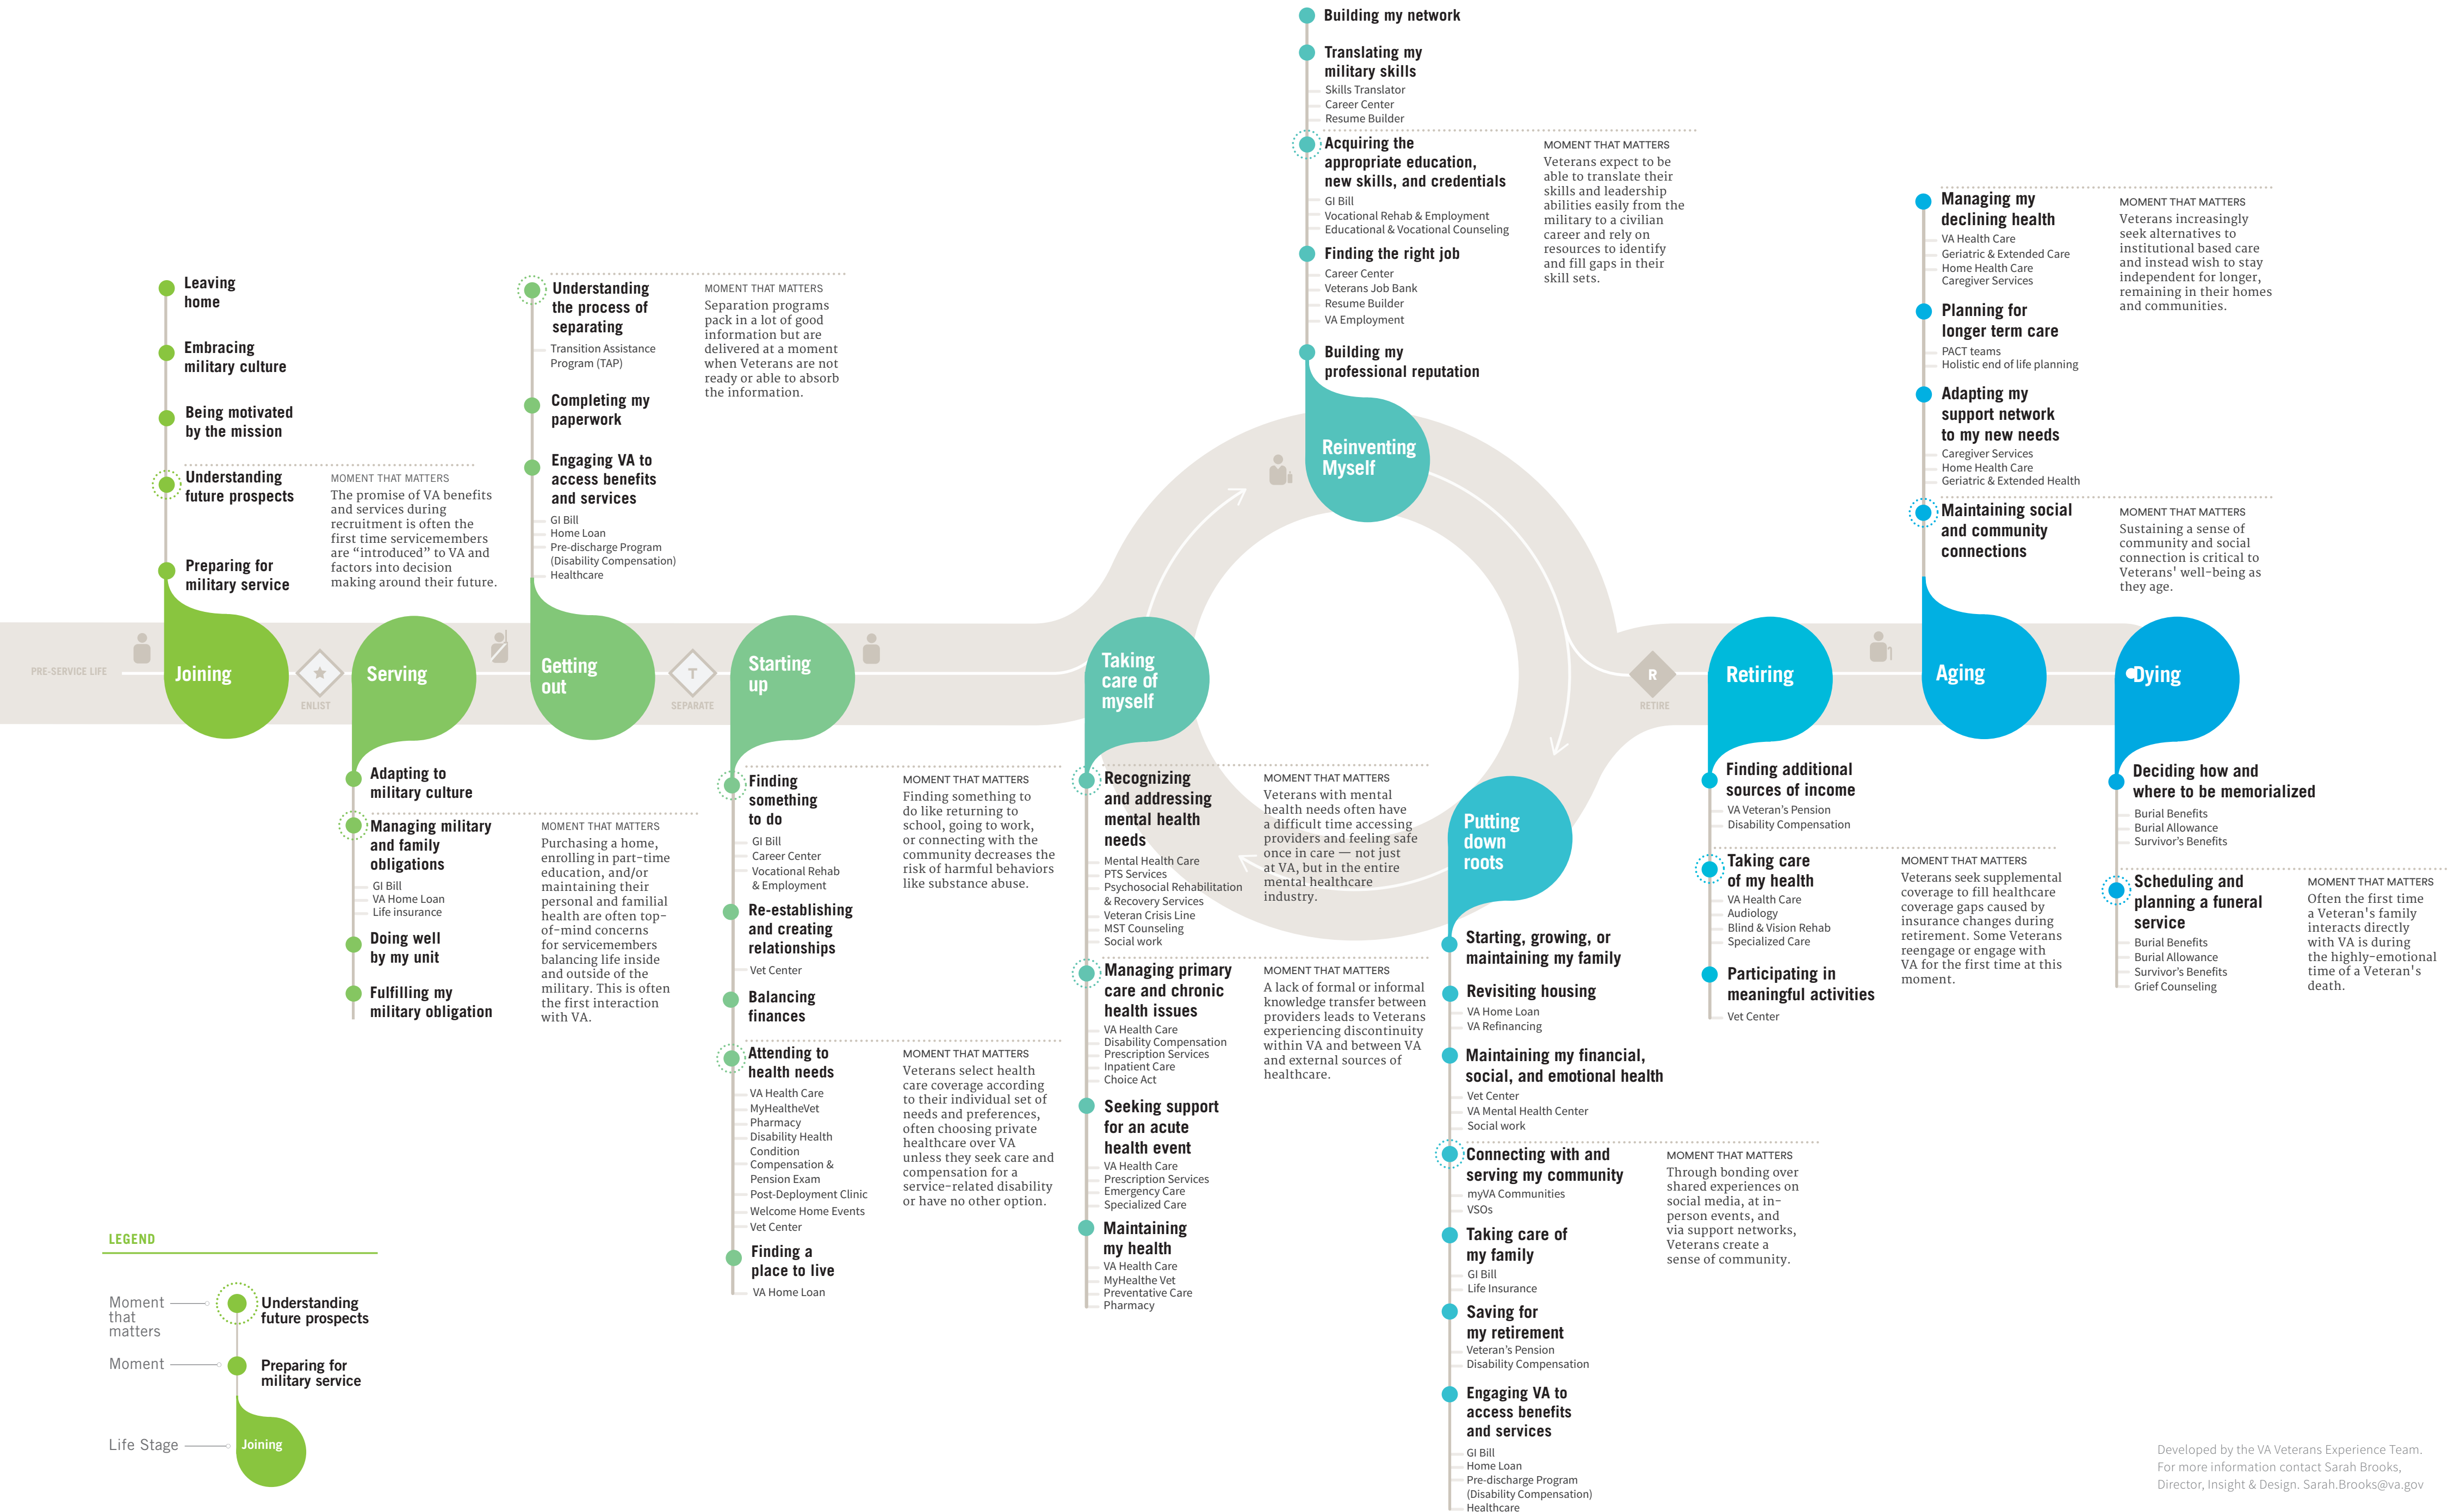 Building my network
Translating my
military skills
Skills Translator
Career Center
Resume Builder
Acquiring the
appropriate education,
new skills, and credentials
GI Bill
Vocational Rehab & Employment
Educational & Vocational Counseling
MOMENT THAT MATTERS
Veterans expect to be
able to translate their
skills and leadership
abilities easily from the
military to a civilian
career and rely on
resources to identify
and fill gaps in their
skill sets.
Finding the right job
Career Center
Veterans Job Bank
Resume Builder
VA Employment
Building my
professional reputation
Reinventing
Myself
Leaving
home
Embracing
military culture
Being motivated
by the mission
Understanding
future prospects
MOMENT THAT MATTERS
The promise of VA benefits
and services during
recruitment is often the
first time servicemembers
are “introduced” to VA and
factors into decision
making around their future.
Preparing for
military service
Understanding
the process of
separating
Transition Assistance
Program (TAP)
MOMENT THAT MATTERS
Separation programs
pack in a lot of good
information but are
delivered at a moment
when Veterans are not
ready or able to absorb
the information.
Completing my
paperwork
Engaging VA to
access benefits
and services
GI Bill
Home Loan
Pre-discharge Program
(Disability Compensation)
Healthcare
Managing my
declining health
VA Health Care
Geriatric & Extended Care
Home Health Care
Caregiver Services
MOMENT THAT MATTERS
Veterans increasingly
seek alternatives to
institutional based care
and instead wish to stay
independent for longer,
remaining in their homes
and communities.
Planning for
longer term care
PACT teams
Holistic end of life planning
Adapting my
support network
to my new needs
Caregiver Services
Home Health Care
Geriatric & Extended Health
Maintaining social
and community
connections
MOMENT THAT MATTERS
Sustaining a sense of
community and social
connection is critical to
Veterans' well-being as
they age.
PRE-SERVICE LIFE
Joining
ENLIST
Serving
Getting
out
T
SEPARATE
Starting
up
Taking
care of
myself
R
RETIRE
Retiring
Aging
Dying
Adapting to
military culture
Managing military
and family
obligations
GI Bill
VA Home Loan
Life insurance
MOMENT THAT MATTERS
Purchasing a home,
enrolling in part-time
education, and/or
maintaining their
personal and familial
health are often top-
of-mind concerns
for servicemembers
balancing life inside
and outside of the
military. This is often
the first interaction
with VA.
Doing well
by my unit
Fulfilling my
military obligation
Finding
something
to do
GI Bill
Career Center
Vocational Rehab
& Employment
MOMENT THAT MATTERS
Finding something to
do like returning to
school, going to work,
or connecting with the
community decreases the
risk of harmful behaviors
like substance abuse.
Re-establishing
and creating
relationships
Vet Center
Balancing
finances
Attending to
health needs
VA Health Care
MyHealtheVet
Pharmacy
Disability Health
Condition
Compensation &
Pension Exam
Post-Deployment Clinic
Welcome Home Events
Vet Center
MOMENT THAT MATTERS
Veterans select health
care coverage according
to their individual set of
needs and preferences,
often choosing private
healthcare over VA
unless they seek care and
compensation for a
service-related disability
or have no other option.
Finding a
place to live
VA Home Loan
Recognizing
and addressing
mental health
needs
Mental Health Care
PTS Services
Psychosocial Rehabilitation
& Recovery Services
Veteran Crisis Line
MST Counseling
Social work
MOMENT THAT MATTERS
Veterans with mental
health needs often have
a difficult time accessing
providers and feeling safe
once in care — not just
at VA, but in the entire
mental healthcare
industry.
Managing primary
care and chronic
health issues
VA Health Care
Disability Compensation
Prescription Services
Inpatient Care
Choice Act
MOMENT THAT MATTERS
A lack of formal or informal
knowledge transfer between
providers leads to Veterans
experiencing discontinuity
within VA and between VA
and external sources of
healthcare.
Seeking support
for an acute
health event
VA Health Care
Prescription Services
Emergency Care
Specialized Care
Maintaining
my health
VA Health Care
MyHealthe Vet
Preventative Care
Pharmacy
Putting
down
roots
Starting, growing, or
maintaining my family
Revisiting housing
VA Home Loan
VA Refinancing
Maintaining my financial,
social, and emotional health
Vet Center
VA Mental Health Center
Social work
Connecting with and
serving my community
myVA Communities
VSOs
MOMENT THAT MATTERS
Through bonding over
shared experiences on
social media, at in-
person events, and
via support networks,
Veterans create a
sense of community.
Taking care of
my family
GI Bill
Life Insurance
Saving for
my retirement
Veteran’s Pension
Disability Compensation
Engaging VA to
access benefits
and services
GI Bill
Home Loan
Pre-discharge Program
(Disability Compensation)
Healthcare
Finding additional
sources of income
VA Veteran’s Pension
Disability Compensation
Taking care
of my health
VA Health Care
Audiology
Blind & Vision Rehab
Specialized Care
MOMENT THAT MATTERS
Veterans seek supplemental
coverage to fill healthcare
coverage gaps caused by
insurance changes during
retirement. Some Veterans
reengage or engage with
VA for the first time at this
moment.
Participating in
meaningful activities
Vet Center
Deciding how and
where to be memorialized
Burial Benefits
Burial Allowance
Survivor’s Benefits
Scheduling and
planning a funeral
service
Burial Benefits
Burial Allowance
Survivor’s Benefits
Grief Counseling
MOMENT THAT MATTERS
Often the first time
a Veteran's family
interacts directly
with VA is during
the highly-emotional
time of a Veteran's
death.
LEGEND
Moment
that
matters
Understanding
future prospects
Moment
Preparing for
military service
Life Stage
Joining
Developed by the VA Veterans Experience Team.
For more information contact Sarah Brooks,
Director, Insight & Design. Sarah.Brooks@va.gov